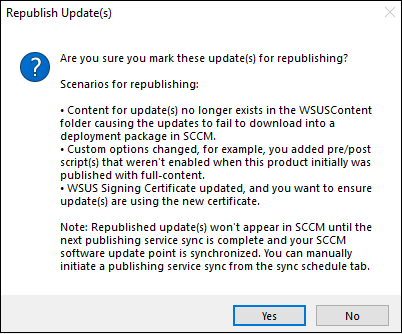 Republish Update(s)
Are you sure you mark these update(s) for republishing?
Scenarios for republishing:
• Content for update(s) no longer exists in the WSUSContent
folder causing the updates to fail to download into a
deployment package in SCCM.
• Custom options changed, for example, you added pre/post
script(s) that weren't enabled when this product initially was
published with full-content.
• WSUS Signing Certificate updated, and you want to ensure
update(s) are using the new certificate.
Note: Republished update(s) won't appear in SCCM until the
next publishing service sync is complete and your SCCM
software update point is synchronized. You can manually
initiate a publishing service sync from the sync schedule tab.
Yes
No